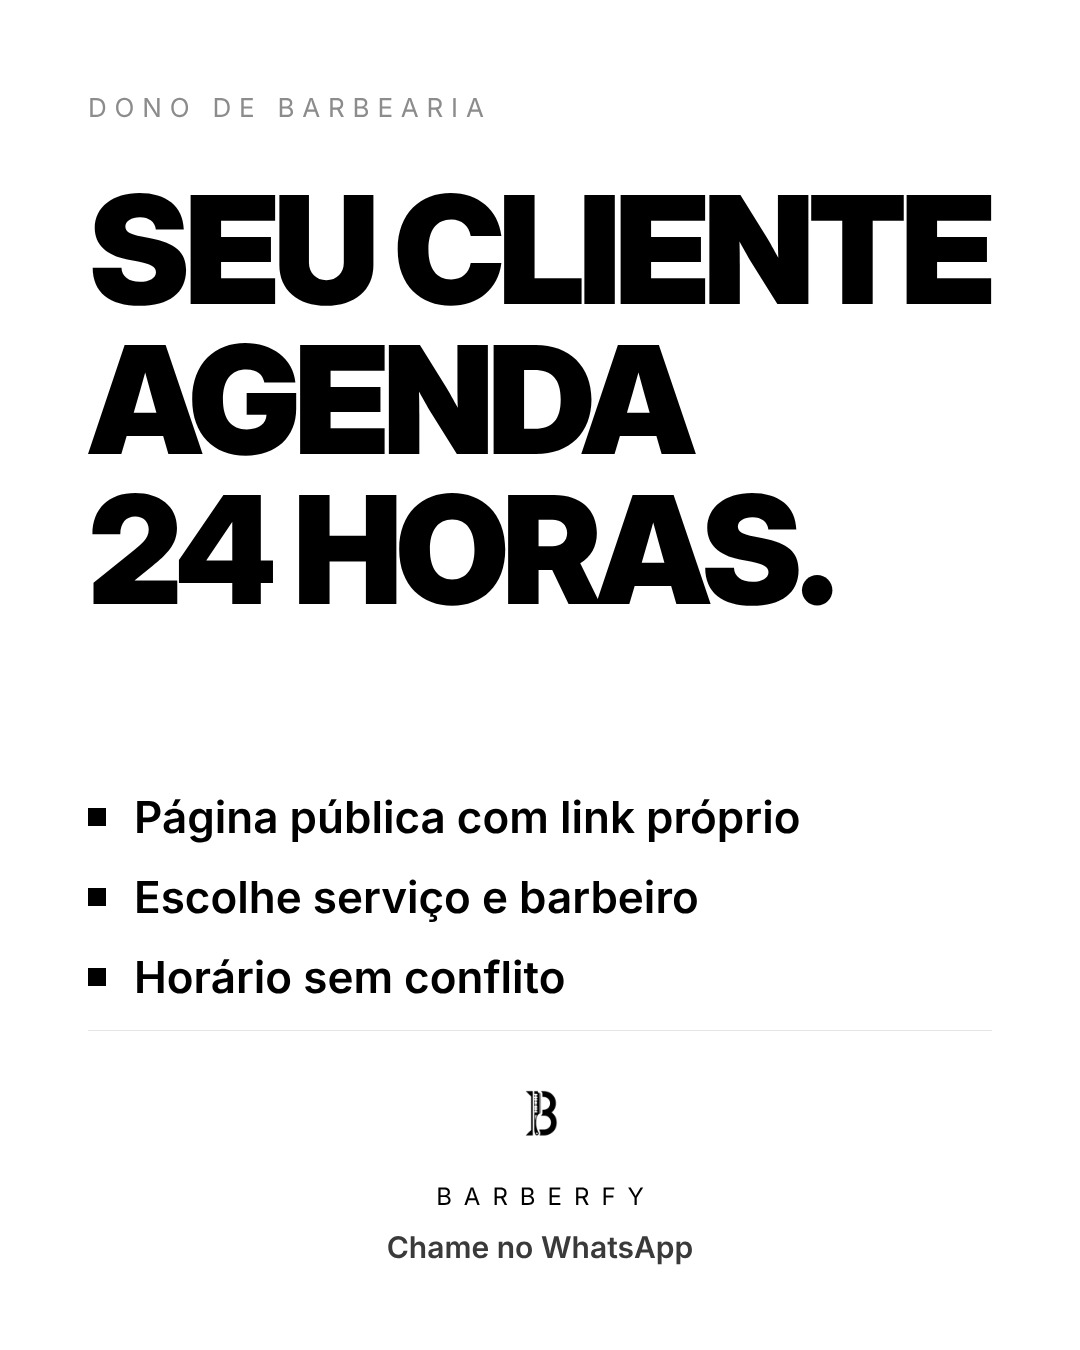 DONO DE BARBEARIA
SEU CLIENTE
AGENDA
24 HORAS.
Página pública com link próprio
Escolhe serviço e barbeiro
Horário sem conflito
B
BARBERFY
Chame no WhatsApp